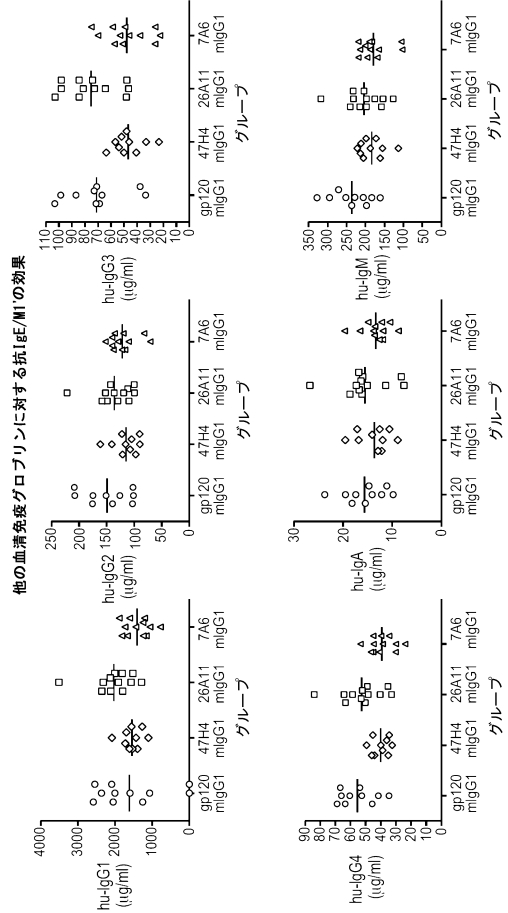 他の血清免疫グロブリンに対する抗IgE/M1'の効果
hu-IgG1
(µg/ml)
4000
3000
2000
1000
0
gp120
mIgG1
47H4
mIgG1
26A11
mIgG1
7A6
mIgG1
グループ
hu-IgG2
(µg/ml)
250
200
150
100
50
0
gp120
mIgG1
47H4
mIgG1
26A11
mIgG1
7A6
mIgG1
グループ
hu-IgG3
(µg/ml)
110
100
90
80
70
60
50
40
30
20
10
0
gp120
mIgG1
47H4
mIgG1
26A11
mIgG1
7A6
mIgG1
グループ
hu-IgG4
(µg/ml)
90
80
70
60
50
40
30
20
10
0
gp120
mIgG1
47H4
mIgG1
26A11
mIgG1
7A6
mIgG1
グループ
hu-IgA
(µg/ml)
30
20
10
0
gp120
mIgG1
47H4
mIgG1
26A11
mIgG1
7A6
mIgG1
グループ
hu-IgM
(µg/ml)
350
300
250
200
150
100
50
0
gp120
mIgG1
47H4
mIgG1
26A11
mIgG1
7A6
mIgG1
グループ